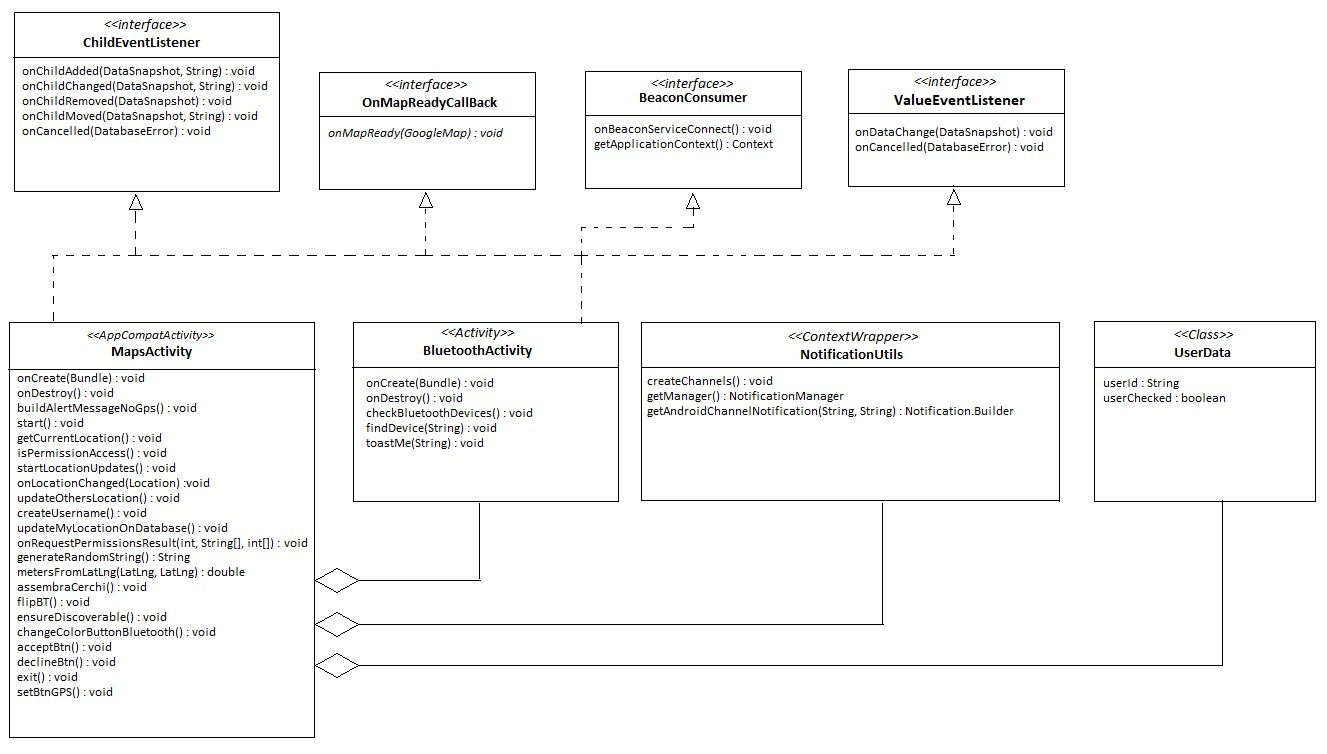 <<interface>>
ChildEventListener
onChildAdded(DataSnapshot, String) : void
onChildChanged(DataSnapshot, String) : void
onChildRemoved(DataSnapshot) : void
onChildMoved(DataSnapshot, String) : void
onCancelled(DatabaseError) : void
<<interface>>
OnMapReadyCallBack
onMapReady(GoogleMap) : void
<<interface>>
BeaconConsumer
onBeaconServiceConnect() : void
getApplicationContext() : Context
<<interface>>
ValueEventListener
onDataChange(DataSnapshot) : void
onCancelled(DatabaseError) : void
<<AppCompatActivity>>
MapsActivity
onCreate(Bundle) : void
onDestroy() : void
buildAlertMessageNoGps() : void
start() : void
getCurrentLocation() : void
isPermissionAccess() : void
startLocationUpdates() : void
onLocationChanged(Location) :void
updateOthersLocation() : void
createUsername() : void
updateMyLocationOnDatabase() : void
onRequestPermissionsResult(int, String[], int[]) : void
generateRandomString() : String
metersFromLatLng(LatLng, LatLng) : double
assembraCerchi() : void
flipBT() : void
ensureDiscoverable() : void
changeColorButtonBluetooth() : void
acceptBtn() : void
declineBtn() : void
exit() : void
setBtnGPS() : void
<<Activity>>
BluetoothActivity
onCreate(Bundle) : void
onDestroy() : void
checkBluetoothDevices() : void
findDevice(String) : void
toastMe(String) : void
<<ContextWrapper>>
NotificationUtils
createChannels() : void
getManager() : NotificationManager
getAndroidChannelNotification(String, String) : Notification.Builder
<<Class>>
UserData
userId : String
userChecked : boolean